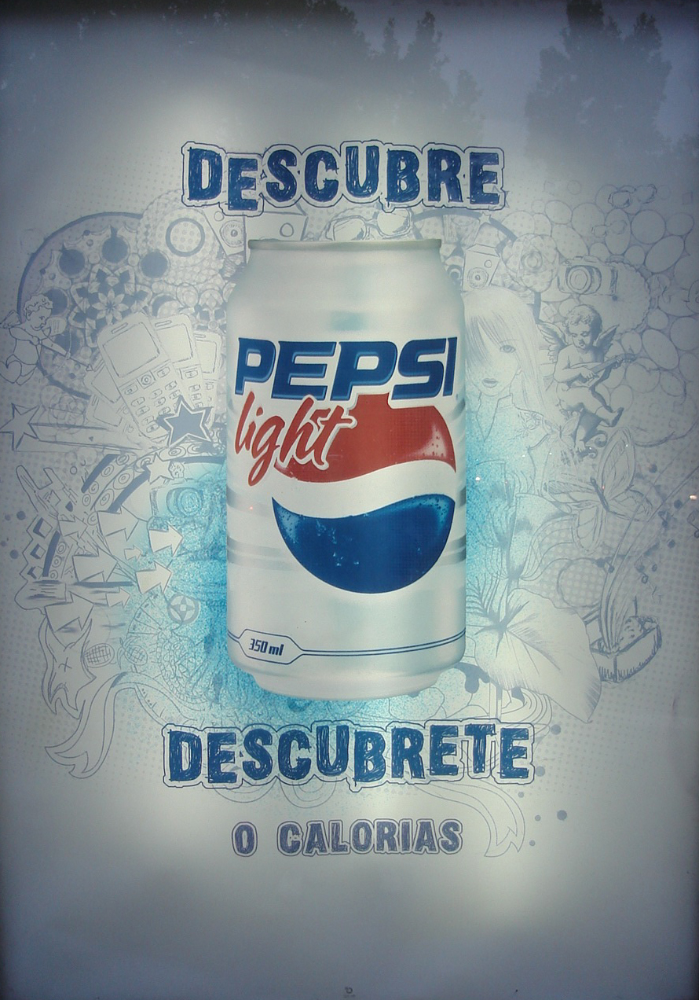 DESCUBRE
PEPSI
light
350 ml
DESCUBRETE
0 CALORIAS